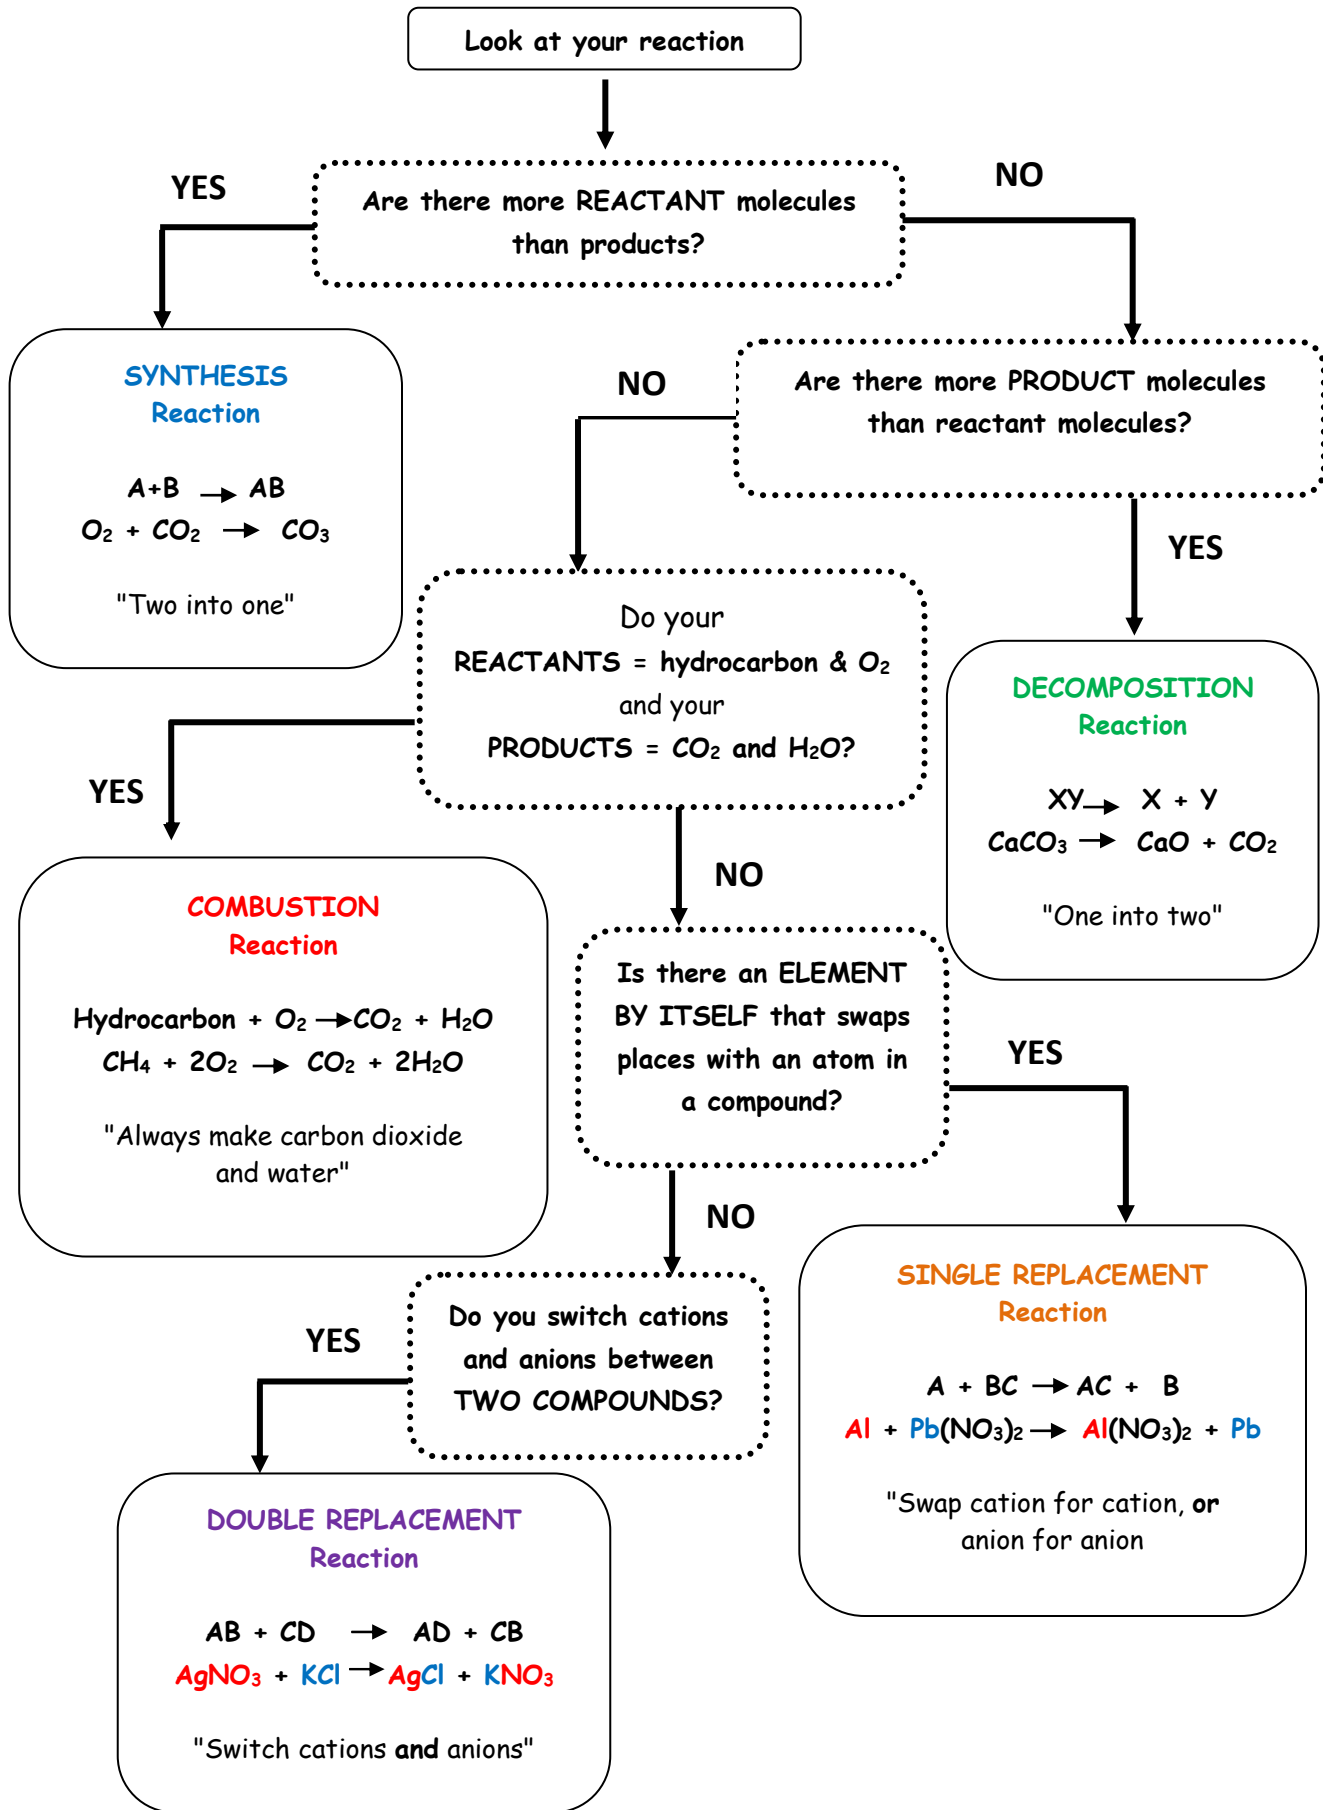 Look at your reaction
YES
NO
Are there more REACTANT molecules
than products?
SYNTHESIS
Reaction
A+B → AB
O₂ + CO₂ → CO₃
"Two into one"
NO
Are there more PRODUCT molecules
than reactant molecules?
YES
Do your
REACTANTS = hydrocarbon & O₂
and your
PRODUCTS = CO₂ and H₂O?
DECOMPOSITION
Reaction
XY → X + Y
CaCO₃ → CaO + CO₂
"One into two"
YES
NO
COMBUSTION
Reaction
Hydrocarbon + O₂ → CO₂ + H₂O
CH₄ + 2O₂ → CO₂ + 2H₂O
"Always make carbon dioxide
and water"
Is there an ELEMENT
BY ITSELF that swaps
places with an atom in
a compound?
YES
NO
SINGLE REPLACEMENT
Reaction
A + BC → AC + B
Al + Pb(NO₃)₂ → Al(NO₃)₂ + Pb
"Swap cation for cation, or
anion for anion
Do you switch cations
and anions between
TWO COMPOUNDS?
YES
DOUBLE REPLACEMENT
Reaction
AB + CD → AD + CB
AgNO₃ + KCl → AgCl + KNO₃
"Switch cations and anions"